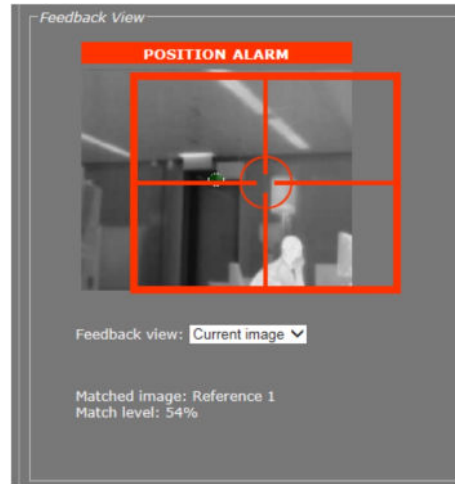 Feedback View
POSITION ALARM
Feedback view: Current image
Matched image: Reference 1
Match level: 54%